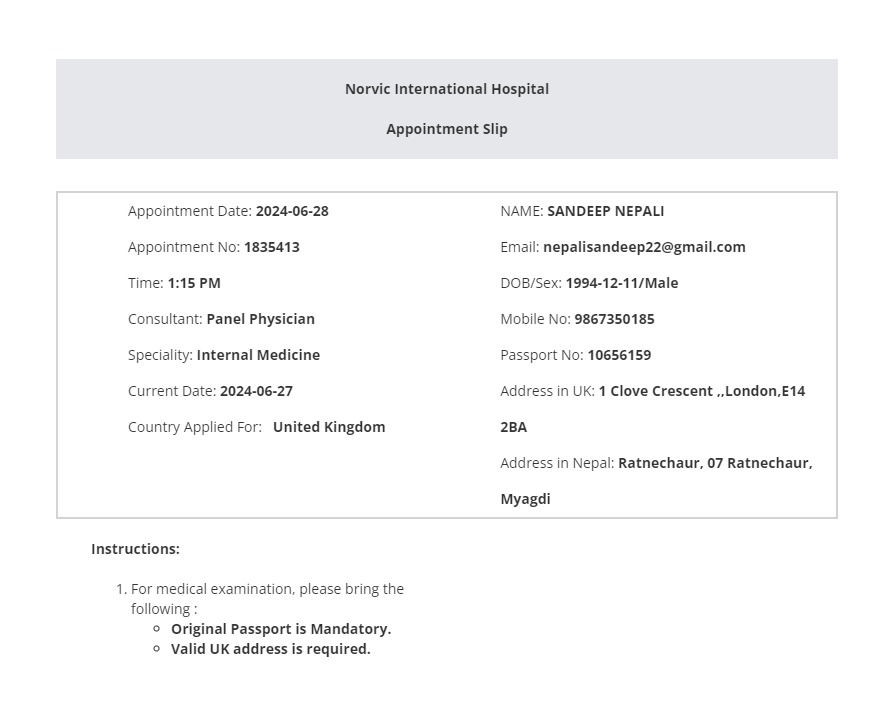 Norvic International Hospital
Appointment Slip
Appointment Date: 2024-06-28
Appointment No: 1835413
Time: 1:15 PM
Consultant: Panel Physician
Speciality: Internal Medicine
Current Date: 2024-06-27
Country Applied For: United Kingdom
NAME: SANDEEP NEPALI
Email: nepalisandeep22@gmail.com
DOB/Sex: 1994-12-11/Male
Mobile No: 9867350185
Passport No: 10656159
Address in UK: 1 Clove Crescent ,,London,E14
2BA
Address in Nepal: Ratnechaur, 07 Ratnechaur,
Myagdi
Instructions:
1. For medical examination, please bring the
following :
Original Passport is Mandatory.
Valid UK address is required.